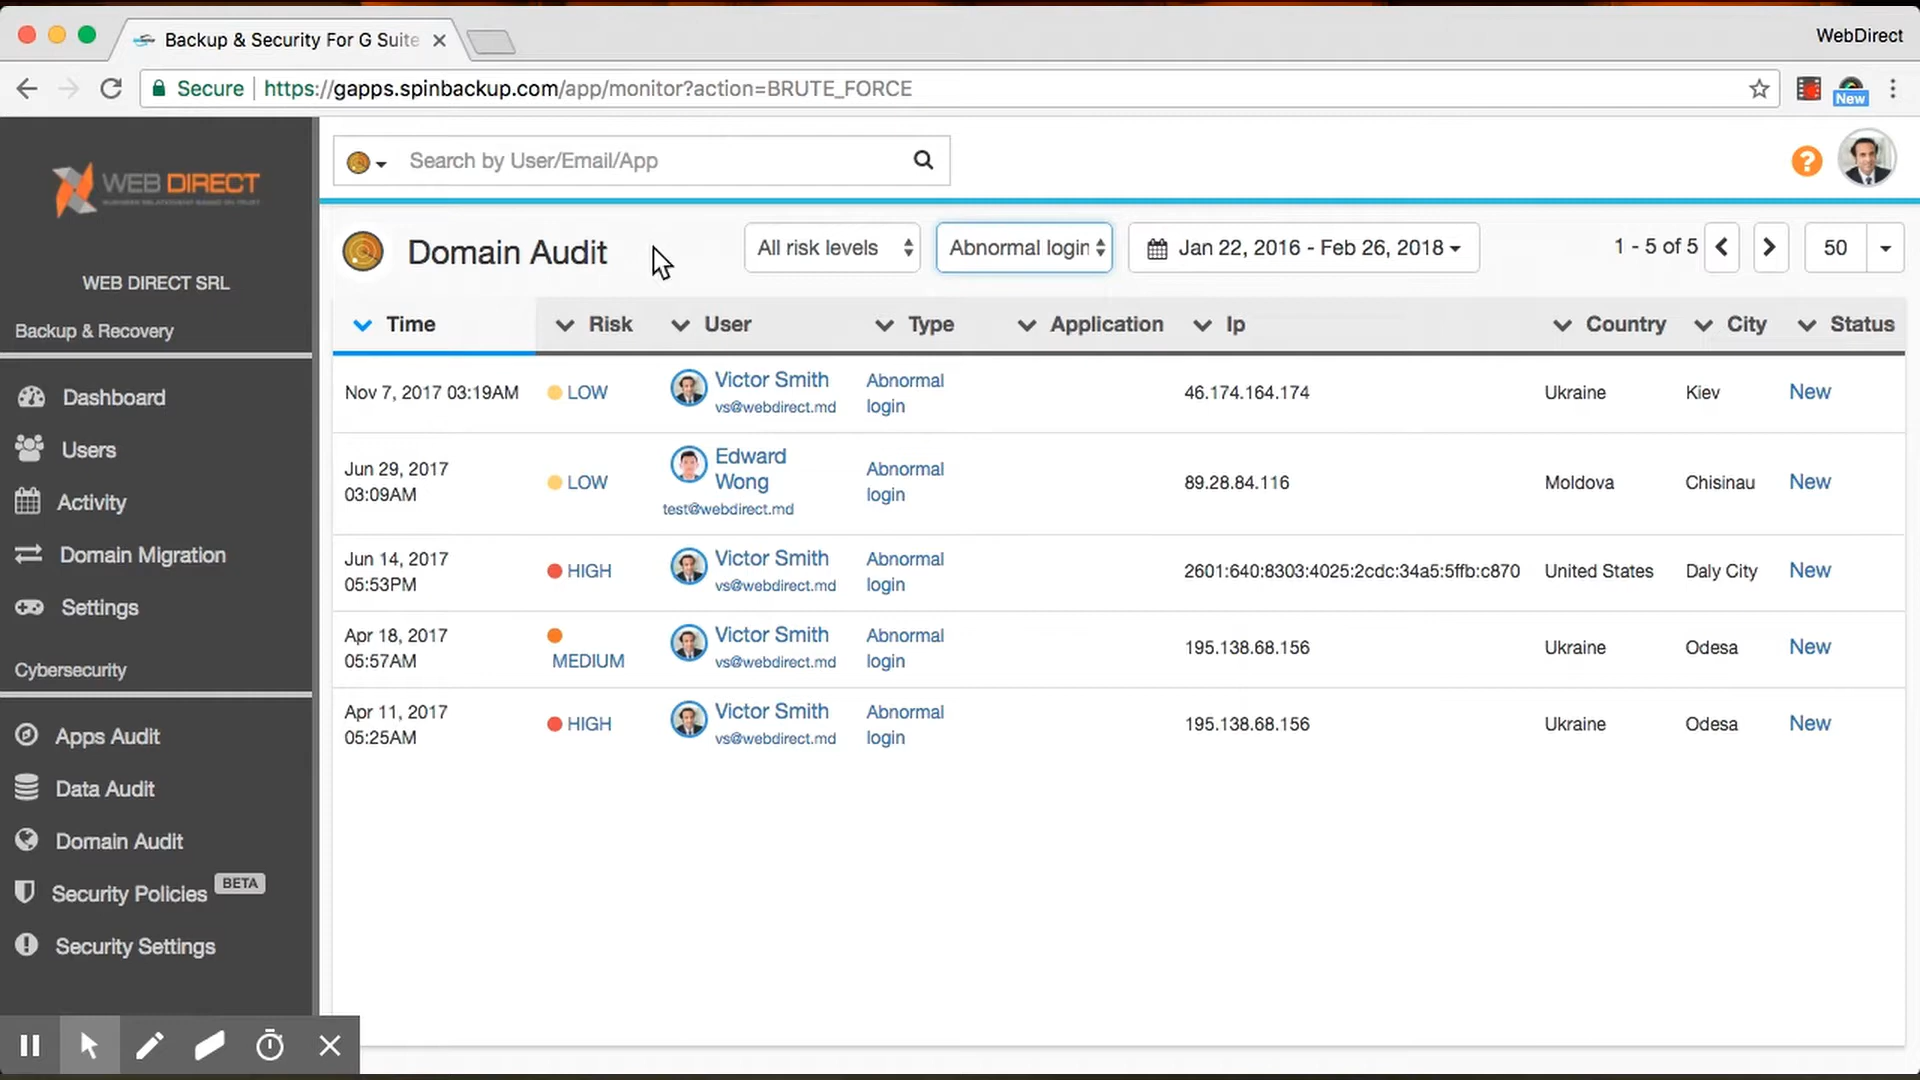 Backup & Security For G Suite
WebDirect
Secure
https://gapps.spinbackup.com/app/monitor?action=BRUTE_FORCE
New
WEB DIRECT
BUSINESS RELATIONSHIP BASED ON TRUST
WEB DIRECT SRL
Backup & Recovery
Dashboard
Users
Activity
Domain Migration
Settings
Cybersecurity
Apps Audit
Data Audit
Domain Audit
Security Policies BETA
Security Settings
Search by User/Email/App
?
Domain Audit
All risk levels
Abnormal login
Jan 22, 2016 - Feb 26, 2018
1 - 5 of 5
50
Time Risk User Type Application Ip Country City Status
Nov 7, 2017 03:19AM
LOW
Victor Smith
vs@webdirect.md
Abnormal
login
46.174.164.174
Ukraine
Kiev
New
Jun 29, 2017
03:09AM
LOW
Edward
Wong
test@webdirect.md
Abnormal
login
89.28.84.116
Moldova
Chisinau
New
Jun 14, 2017
05:53PM
HIGH
Victor Smith
vs@webdirect.md
Abnormal
login
2601:640:8303:4025:2cdc:34a5:5ffb:c870
United States
Daly City
New
Apr 18, 2017
05:57AM
MEDIUM
Victor Smith
vs@webdirect.md
Abnormal
login
195.138.68.156
Ukraine
Odesa
New
Apr 11, 2017
05:25AM
HIGH
Victor Smith
vs@webdirect.md
Abnormal
login
195.138.68.156
Ukraine
Odesa
New